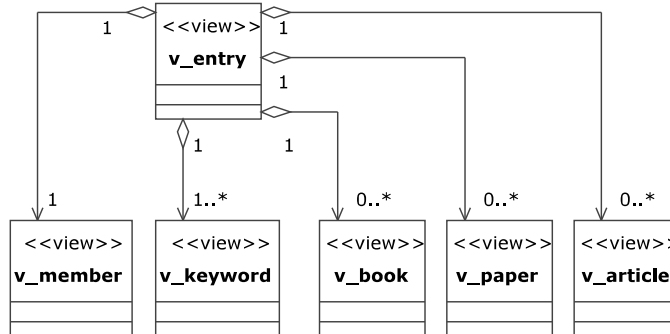 1
<<view>>
1
v_entry
1
1
1
1
1..*
0..*
0..*
0..*
<<view>>
<<view>>
<<view>>
<<view>>
<<view>>
v_member
v_keyword
v_book
v_paper
v_article